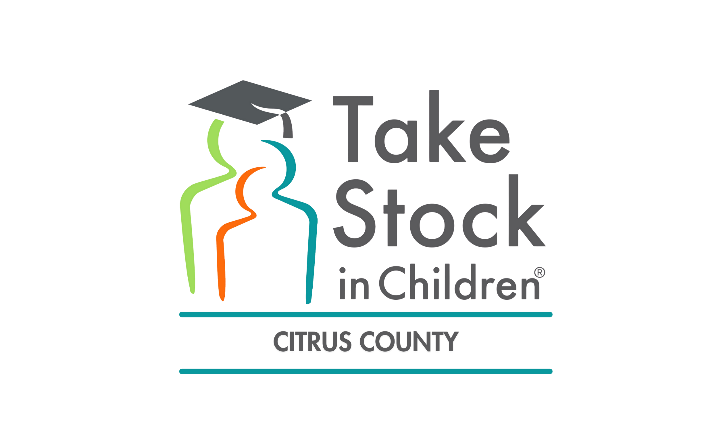 Take
Stock
in Children®
CITRUS COUNTY